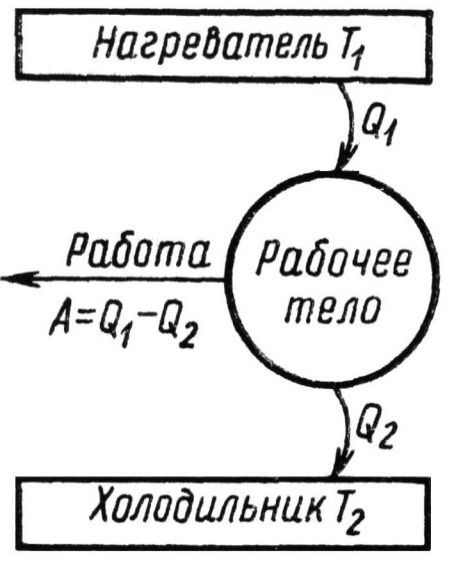 Нагреватель T₁
Q₁
Работа
A=Q₁−Q₂
Рабочее
тело
Q₂
Холодильник T₂